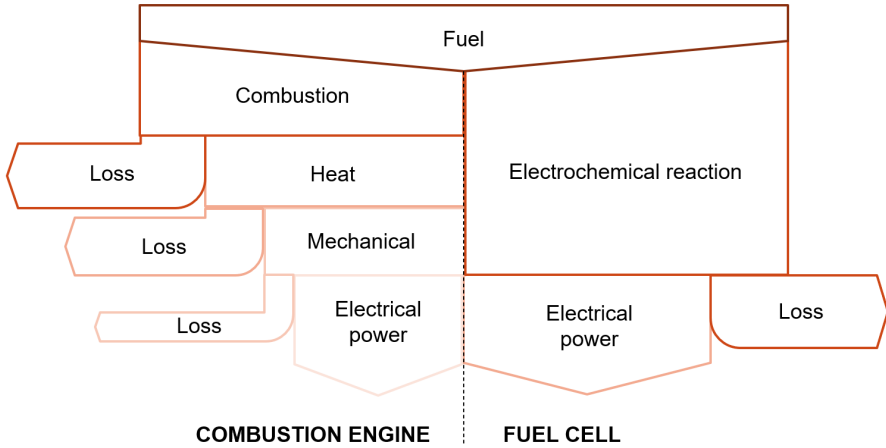 Fuel
Combustion
Loss
Heat
Electrochemical reaction
Loss
Mechanical
Loss
Electrical
power
Electrical
power
Loss
COMBUSTION ENGINE
FUEL CELL